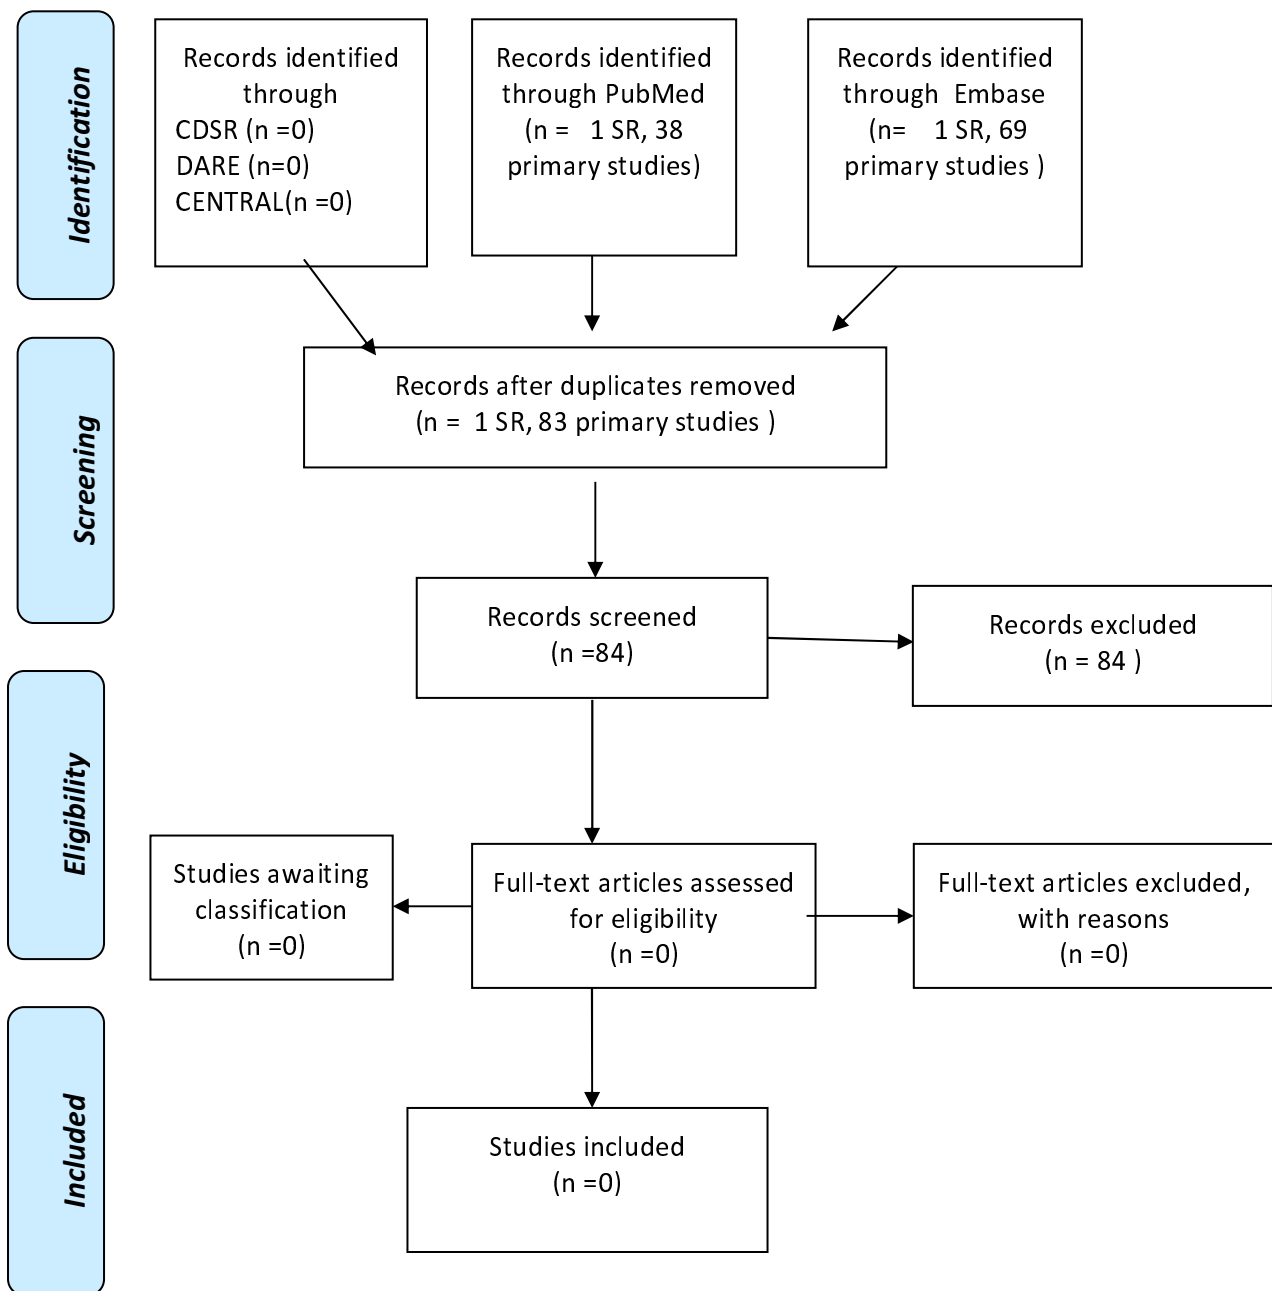 Identification
Records identified
through
CDSR (n =0)
DARE (n=0)
CENTRAL(n =0)
Records identified
through PubMed
(n =   1 SR, 38
primary studies)
Records identified
through  Embase
(n=    1 SR, 69
primary studies )
Screening
Records after duplicates removed
(n =  1 SR, 83 primary studies )
Records screened
(n =84)
Records excluded
(n = 84 )
Eligibility
Studies awaiting
classification
(n =0)
Full-text articles assessed
for eligibility
(n =0)
Full-text articles excluded,
with reasons
(n =0)
Included
Studies included
(n =0)